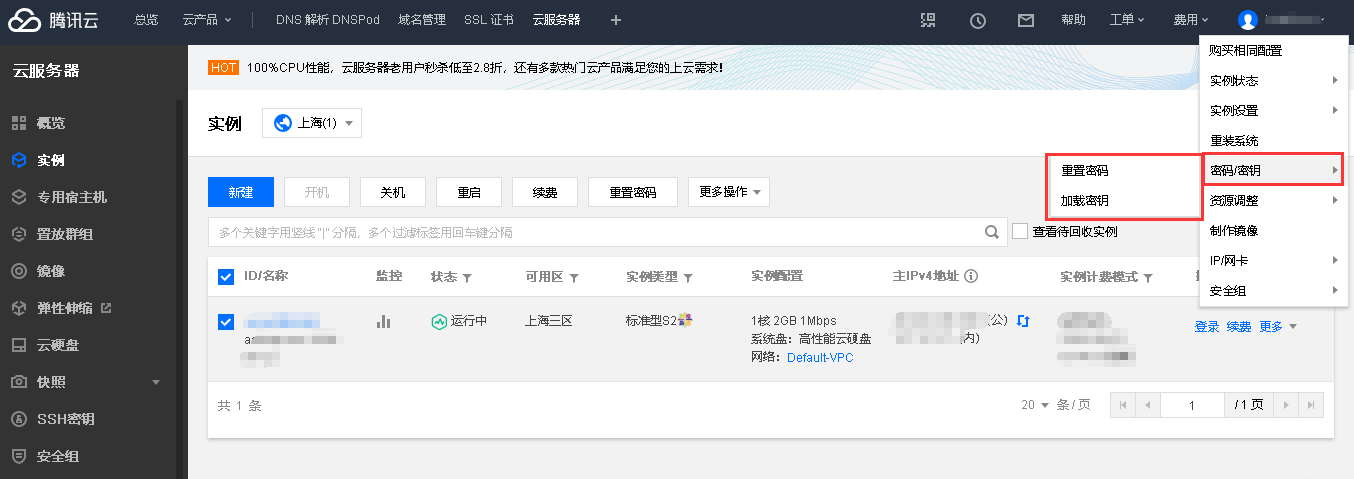 腾讯云 总览 云产品 DNS 解析 DNSPod 域名管理 SSL 证书 云服务器 + 帮助 工单 费用
云服务器
概览
实例
专用宿主机
置放群组
镜像
弹性伸缩
云硬盘
快照
SSH密钥
安全组
HOT 100%CPU性能，云服务器老用户秒杀低至2.8折，还有多款热门云产品满足您的上云需求！
实例 上海(1)
新建 开机 关机 重启 续费 重置密码 更多操作
多个关键字用竖线 "|" 分隔，多个过滤标签用回车键分隔 查看待回收实例
ID/名称 监控 状态 可用区 实例类型 实例配置 主IPv4地址 实例计费模式
运行中 上海三区 标准型S2 1核 2GB 1Mbps (公)
系统盘：高性能云硬盘 内)
网络：Default-VPC
登录 续费 更多
共 1 条 20 条 / 页 1 / 1 页
购买相同配置
实例状态
实例设置
重装系统
密码/密钥
资源调整
制作镜像
IP/网卡
安全组
重置密码
加载密钥